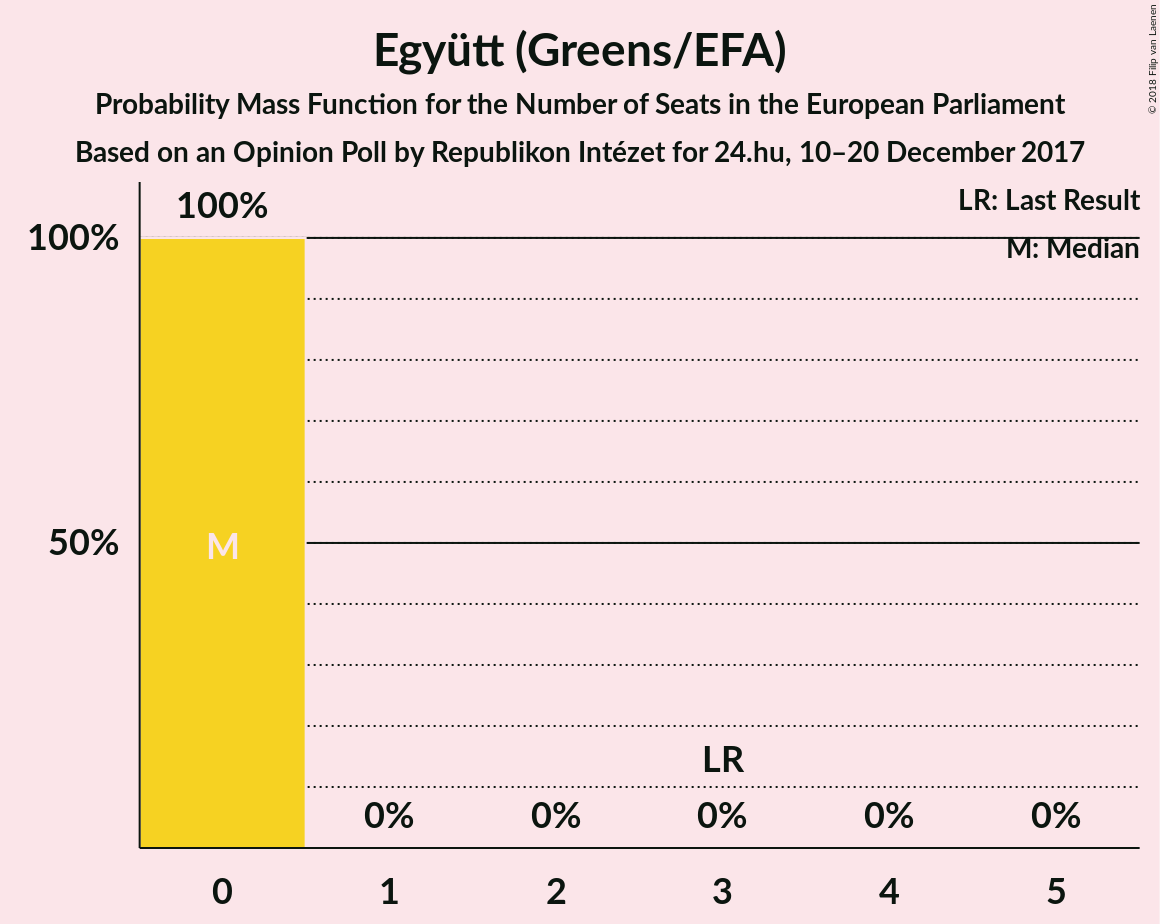 Együtt (Greens/EFA)
Probability Mass Function for the Number of Seats in the European Parliament
Based on an Opinion Poll by Republikon Intézet for 24.hu, 10–20 December 2017
© 2018 Filip van Laenen
LR: Last Result
M: Median
100%
100%
50%
M
LR
0% 0% 0% 0% 0%
0 1 2 3 4 5